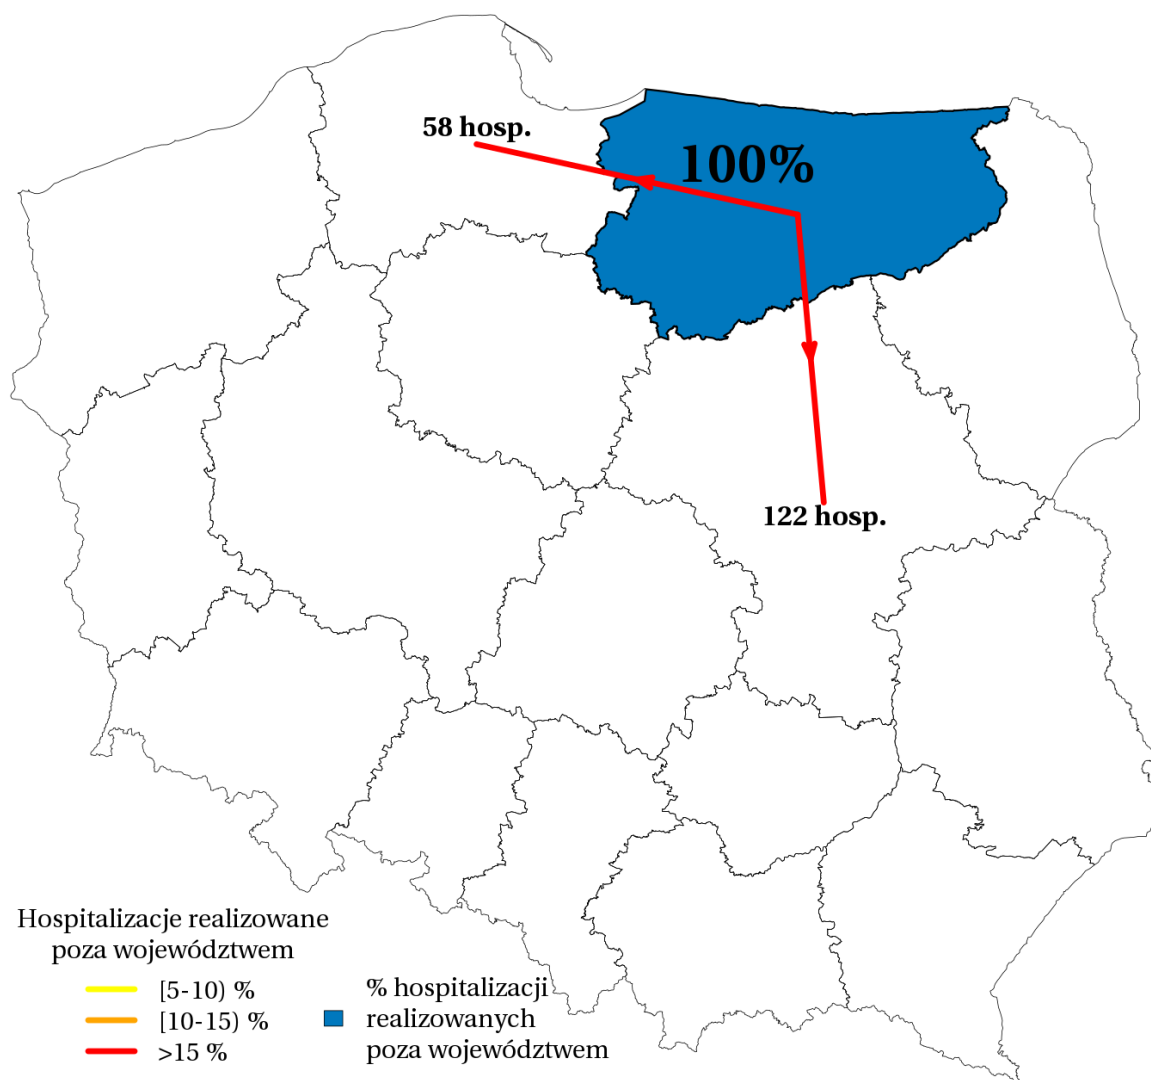 58 hosp.
100%
122 hosp.
Hospitalizacje realizowane
poza województwem
[5-10) %
[10-15) %
>15 %
% hospitalizacji
realizowanych
poza województwem